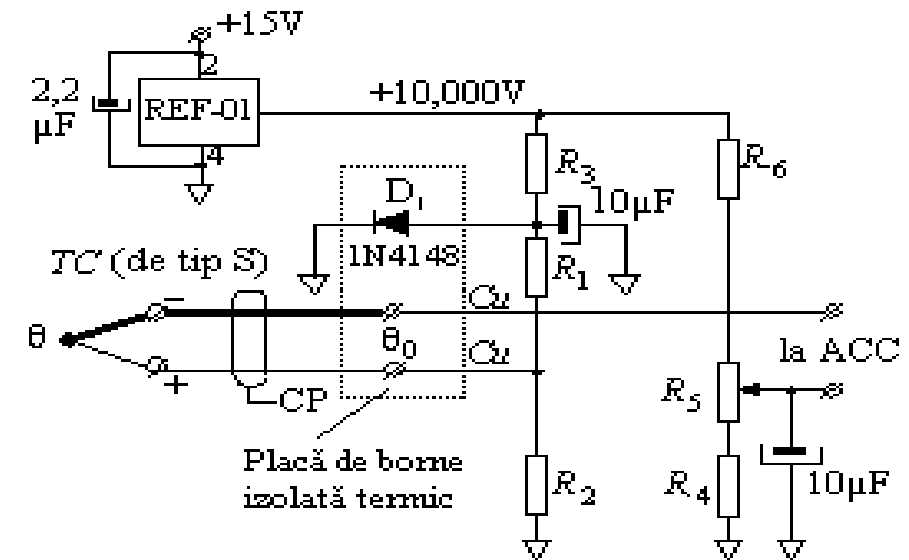 +15V
2
2,2
µF
REF-01
+10,000V
4
R3
R6
D1
10µF
1N4148
R1
TC (de tip S)
−
Cu
θ
θ0
la ACC
Cu
+
CP
R5
Placă de borne
izolată termic
R2
R4
10µF